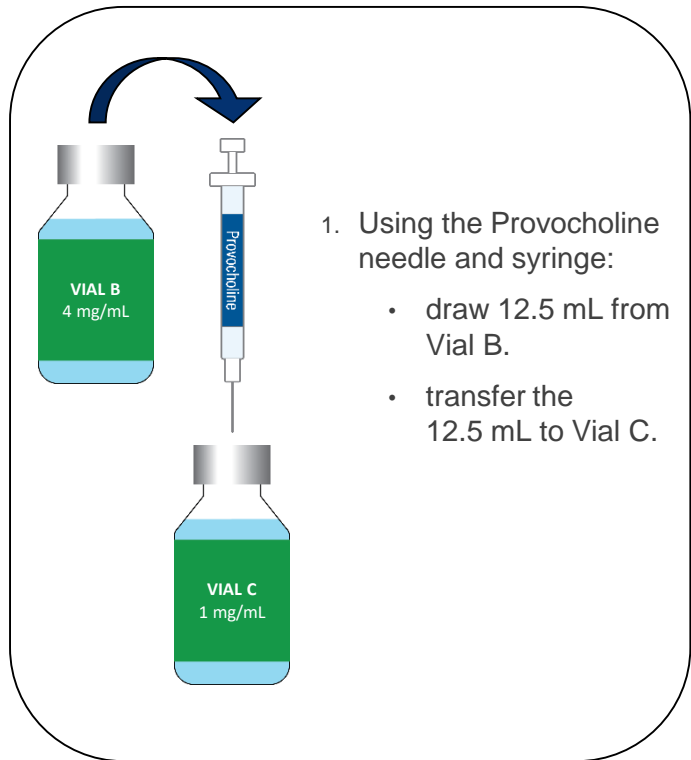 VIAL B
4 mg/mL
Provocholine
VIAL C
1 mg/mL
1. Using the Provocholine
needle and syringe:
• draw 12.5 mL from
Vial B.
• transfer the
12.5 mL to Vial C.